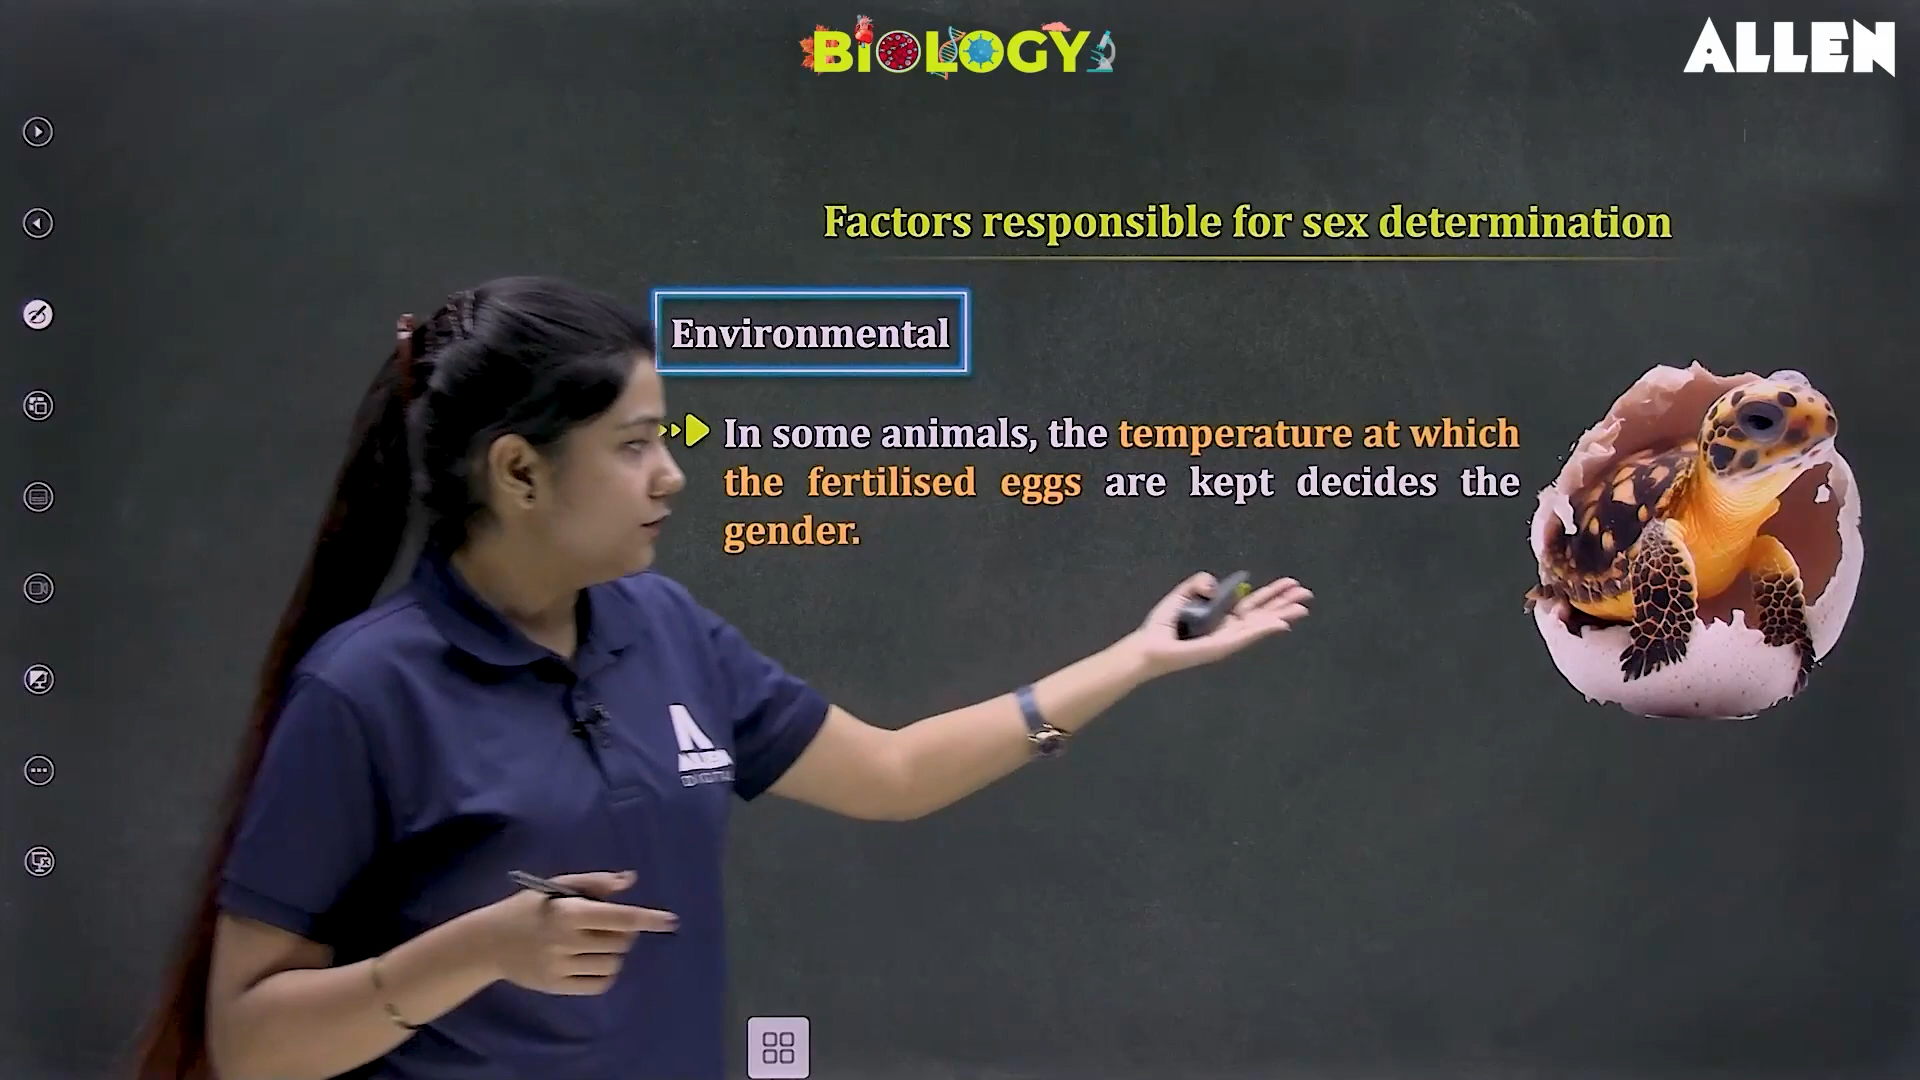 BIOLOGY
ALLEN
Factors responsible for sex determination
Environmental
In some animals, the temperature at which
the fertilised eggs are kept decides the
gender.